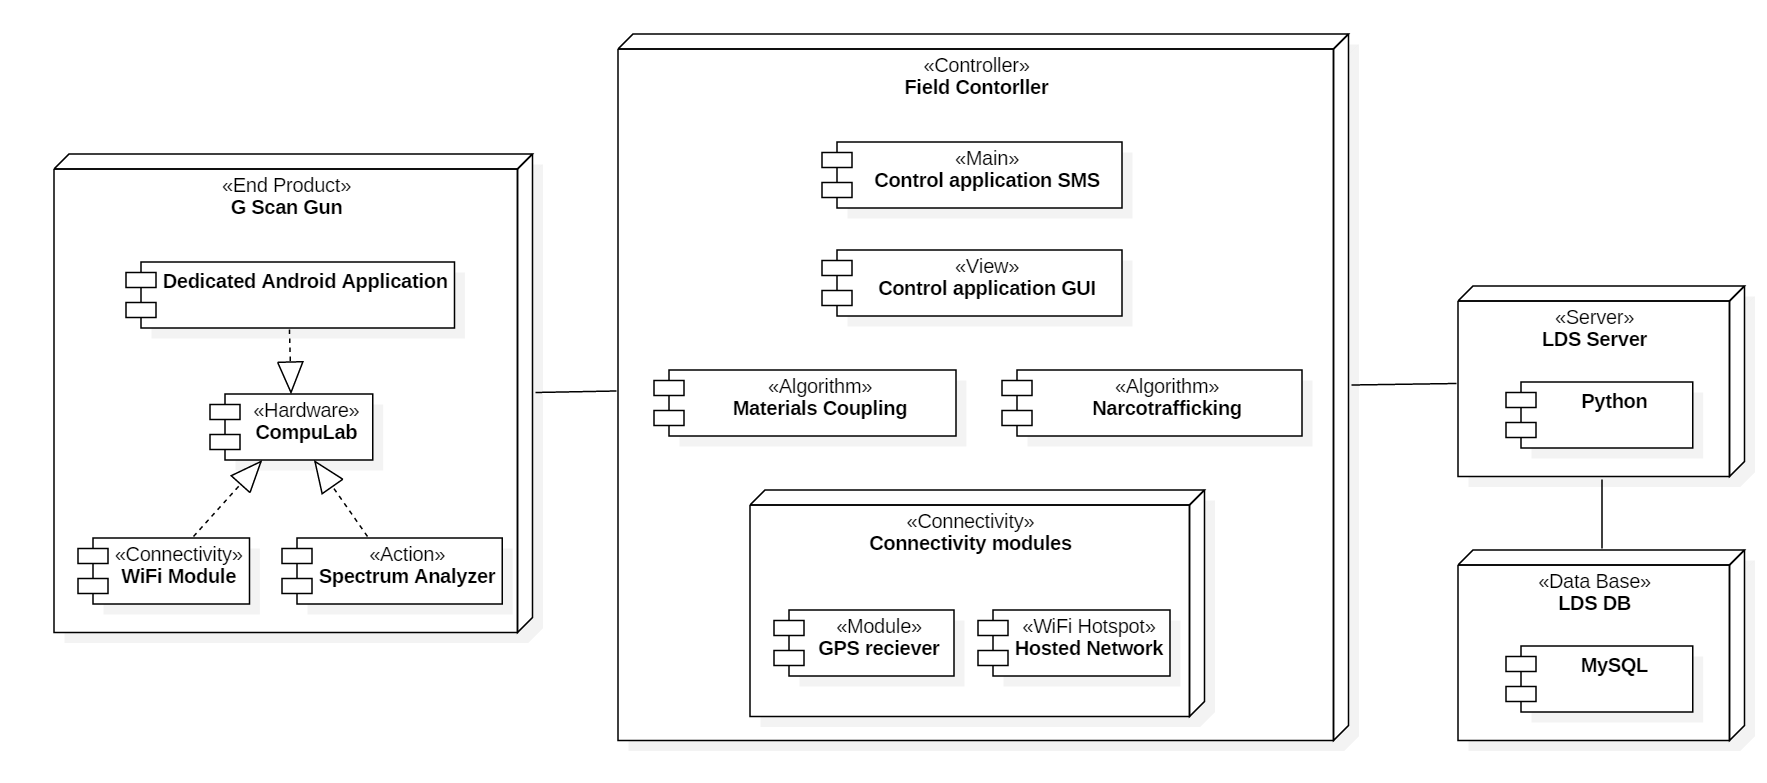 «End Product»
G Scan Gun
Dedicated Android Application
«Hardware»
CompuLab
«Connectivity»
WiFi Module
«Action»
Spectrum Analyzer
«Controller»
Field Contorller
«Main»
Control application SMS
«View»
Control application GUI
«Algorithm»
Materials Coupling
«Algorithm»
Narcotrafficking
«Connectivity»
Connectivity modules
«Module»
GPS reciever
«WiFi Hotspot»
Hosted Network
«Server»
LDS Server
Python
«Data Base»
LDS DB
MySQL